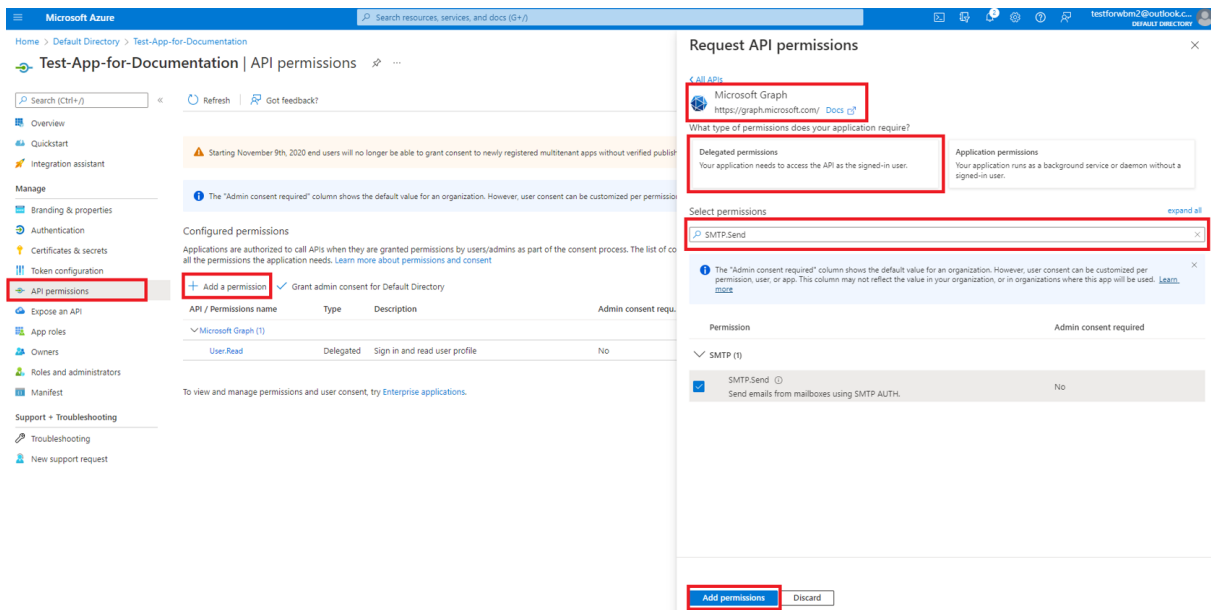 Microsoft Azure
Search resources, services, and docs (G+/)
2
testforwbm2@outlook.c...
DEFAULT DIRECTORY
Home > Default Directory > Test-App-for-Documentation
Test-App-for-Documentation | API permissions
Search (Ctrl+/)
«
Overview
Quickstart
Integration assistant
Manage
Branding & properties
Authentication
Certificates & secrets
Token configuration
API permissions
Expose an API
App roles
Owners
Roles and administrators
Manifest
Support + Troubleshooting
Troubleshooting
New support request
Refresh
Got feedback?
Starting November 9th, 2020 end users will no longer be able to grant consent to newly registered multitenant apps without verified publish
The "Admin consent required" column shows the default value for an organization. However, user consent can be customized per permission
Configured permissions
Applications are authorized to call APIs when they are granted permissions by users/admins as part of the consent process. The list of co
all the permissions the application needs. Learn more about permissions and consent
Add a permission
Grant admin consent for Default Directory
API / Permissions name Type Description Admin consent requ.
Microsoft Graph (1)
User.Read Delegated Sign in and read user profile No
To view and manage permissions and user consent, try Enterprise applications.
Request API permissions
All APIs
Microsoft Graph
https://graph.microsoft.com/ Docs
What type of permissions does your application require?
Delegated permissions
Your application needs to access the API as the signed-in user.
Application permissions
Your application runs as a background service or daemon without a
signed-in user.
Select permissions
expand all
SMTP.Send
The "Admin consent required" column shows the default value for an organization. However, user consent can be customized per
permission, user, or app. This column may not reflect the value in your organization, or in organizations where this app will be used. Learn
more
Permission Admin consent required
SMTP (1)
SMTP.Send
Send emails from mailboxes using SMTP AUTH.
No
Add permissions
Discard